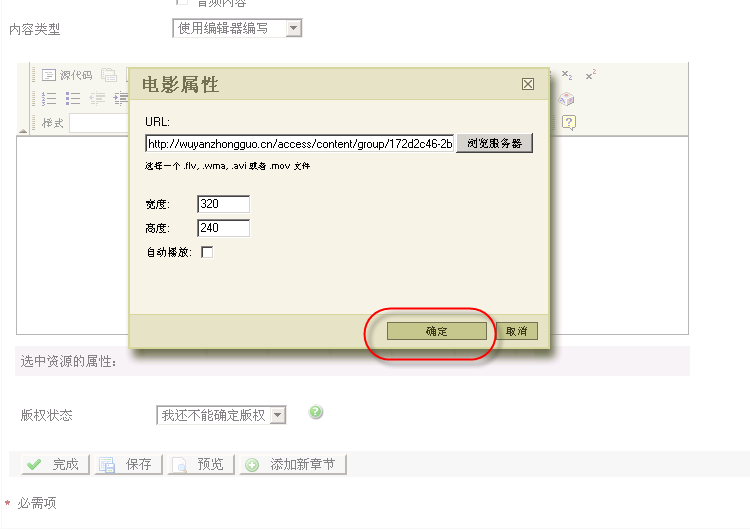 音频内容
内容类型
使用编辑器编写
源代码
样式
电影属性
URL:
http://wuyanzhongguo.cn/access/content/group/172d2c46-2b
浏览服务器
选择一个 .flv, .wma, .avi 或者 .mov 文件
宽度: 320
高度: 240
自动播放:
确定
取消
选中资源的属性:
版权状态
我还不能确定版权
完成
保存
预览
添加新章节
* 必需项